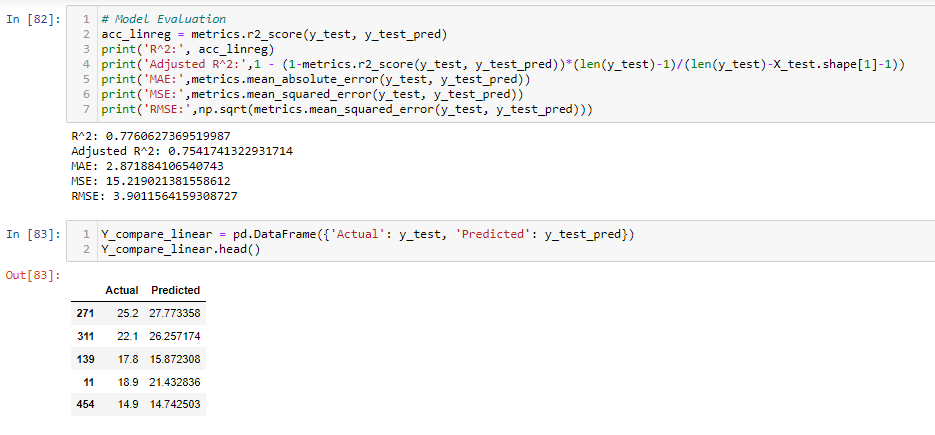 In [82]:
1 # Model Evaluation
2 acc_linreg = metrics.r2_score(y_test, y_test_pred)
3 print('R^2:', acc_linreg)
4 print('Adjusted R^2:',1 - (1-metrics.r2_score(y_test, y_test_pred))*(len(y_test)-1)/(len(y_test)-X_test.shape[1]-1))
5 print('MAE:',metrics.mean_absolute_error(y_test, y_test_pred))
6 print('MSE:',metrics.mean_squared_error(y_test, y_test_pred))
7 print('RMSE:',np.sqrt(metrics.mean_squared_error(y_test, y_test_pred)))
R^2: 0.7760627369519987
Adjusted R^2: 0.7541741322931714
MAE: 2.871884106540743
MSE: 15.219021381558612
RMSE: 3.9011564159308727
In [83]:
1 Y_compare_linear = pd.DataFrame({'Actual': y_test, 'Predicted': y_test_pred})
2 Y_compare_linear.head()
Out[83]:
Actual Predicted
271 25.2 27.773358
311 22.1 26.257174
139 17.8 15.872308
11 18.9 21.432836
454 14.9 14.742503